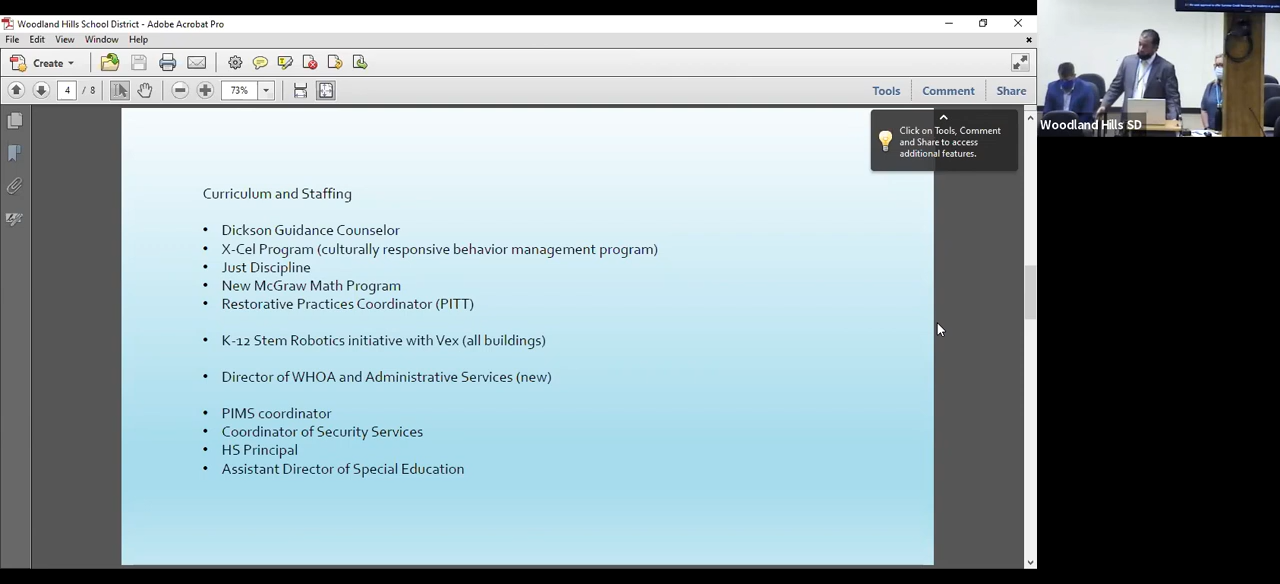 Woodland Hills School District - Adobe Acrobat Pro
File Edit View Window Help
Create
4 / 8
73%
Tools Comment Share
Click on Tools, Comment
and Share to access
additional features.
Woodland Hills SD
Curriculum and Staffing
• Dickson Guidance Counselor
• X-Cel Program (culturally responsive behavior management program)
• Just Discipline
• New McGraw Math Program
• Restorative Practices Coordinator (PITT)
• K-12 Stem Robotics initiative with Vex (all buildings)
• Director of WHOA and Administrative Services (new)
• PIMS coordinator
• Coordinator of Security Services
• HS Principal
• Assistant Director of Special Education